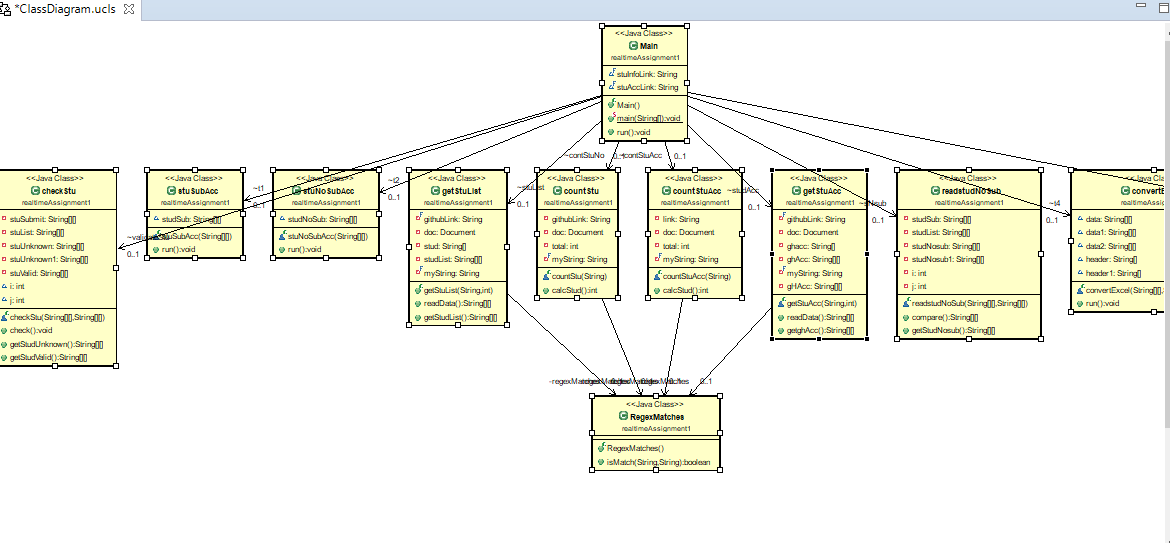 *ClassDiagram.ucls
<<Java Class>>
Main
realtimeAssignment1
stuInfoLink: String
stuAccLink: String
Main()
main(String[]):void
run():void
~contStuNo
~contStuAcc
0..1
<<Java Class>>
checkStu
realtimeAssignment1
stuSubmit: String[][]
stuList: String[][]
stuUnknown: String[][]
stuUnknown1: String[][]
stuValid: String[][]
i: int
j: int
checkStu(String[][],String[][])
check():void
getStudUnknown():String[][]
getStudValid():String[][]
0..1
<<Java Class>>
stuSubAcc
realtimeAssignment1
studSub: String[][]
stuSubAcc(String[][])
run():void
~t1
0..1
<<Java Class>>
stuNoSubAcc
realtimeAssignment1
studNoSub: String[][]
stuNoSubAcc(String[][])
run():void
~t2
0..1
<<Java Class>>
getStuList
realtimeAssignment1
githubLink: String
doc: Document
stud: String[]
studList: String[][]
myString: String
getStuList(String,int)
readData():String[][]
getStudList():String[][]
~stuList
0..1
<<Java Class>>
countStu
realtimeAssignment1
githubLink: String
doc: Document
total: int
myString: String
countStu(String)
calcStud():int
<<Java Class>>
countStuAcc
realtimeAssignment1
link: String
doc: Document
total: int
myString: String
countStuAcc(String)
calcStud():int
~studAcc
0..1
<<Java Class>>
getStuAcc
realtimeAssignment1
githubLink: String
doc: Document
ghacc: String[]
ghAcc: String[][]
myString: String
gHAcc: String[][]
getStuAcc(String,int)
readData():String[][]
getghAcc():String[][]
0..1
<<Java Class>>
readstudNoSub
realtimeAssignment1
studSub: String[][]
studList: String[][]
studNosub: String[][]
studNosub1: String[][]
i: int
j: int
readstudNoSub(String[][],String[][])
compare():String[][]
getStudNosub():String[][]
~t4
0..1
<<Java Cla
convertE
realtimeAssig
data: String[][]
data1: String[][]
data2: String[][]
header: String[]
header1: String[]
convertExcel(String[][],
run():void
-regexMatches
0..1
<<Java Class>>
RegexMatches
realtimeAssignment1
RegexMatches()
isMatch(String,String):boolean